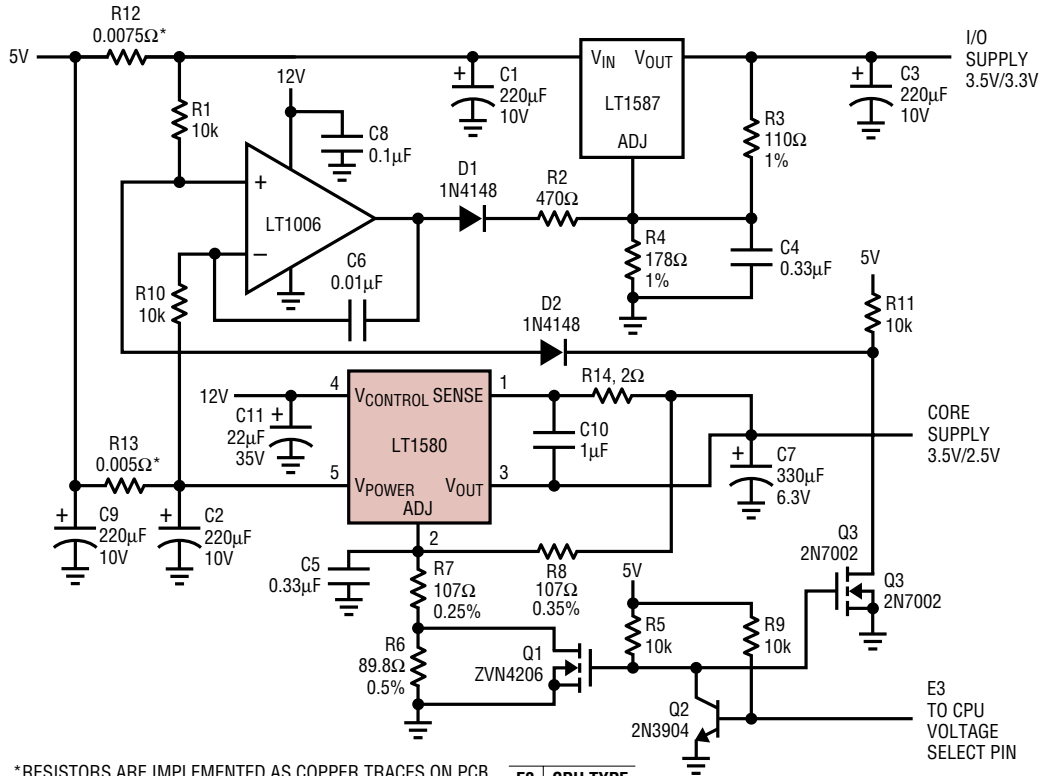 R12
0.0075Ω*
5V
R1
10k
12V
C8
0.1µF
+
LT1006
−
C6
0.01µF
R10
10k
+
C1
220µF
10V
V_IN V_OUT
LT1587
ADJ
I/O
SUPPLY
3.5V/3.3V
+
C3
220µF
10V
R3
110Ω
1%
D1
1N4148
R2
470Ω
R4
178Ω
1%
C4
0.33µF
5V
R11
10k
D2
1N4148
12V
C11 +
22µF
35V
4
V_CONTROL SENSE
1
LT1580
5
V_POWER V_OUT
3
ADJ
2
R14, 2Ω
C10
1µF
CORE
SUPPLY
3.5V/2.5V
+
C7
330µF
6.3V
R13
0.005Ω*
+
C9
220µF
10V
+
C2
220µF
10V
C5
0.33µF
R7
107Ω
0.25%
R8
107Ω
0.35%
5V
R5
10k
R9
10k
Q3
2N7002
Q3
2N7002
R6
89.8Ω
0.5%
Q1
ZVN4206
Q2
2N3904
E3
TO CPU
VOLTAGE
SELECT PIN
*RESISTORS ARE IMPLEMENTED AS COPPER TRACES ON PCB
CPU TYPE